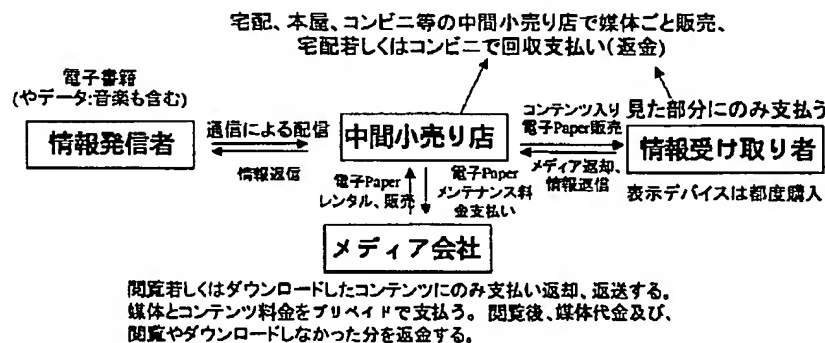 宅配、本屋、コンビニ等の中間小売り店で媒体ごと販売、
宅配若しくはコンビニで回収支払い(返金)
電子書籍
(やデータ:音楽も含む)
情報発信者
通信による配信
情報返信
中間小売り店
コンテンツ入り
電子Paper販売
メディア返却、
情報返信
見た部分にのみ支払う
情報受け取り者
表示デバイスは都度購入
電子Paper
レンタル、販売
電子Paper
メンテナンス料
金支払い
メディア会社
閲覧若しくはダウンロードしたコンテンツにのみ支払い返却、返送する。
媒体とコンテンツ料金をプリペイドで支払う。閲覧後、媒体代金及び、
閲覧やダウンロードしなかった分を返金する。